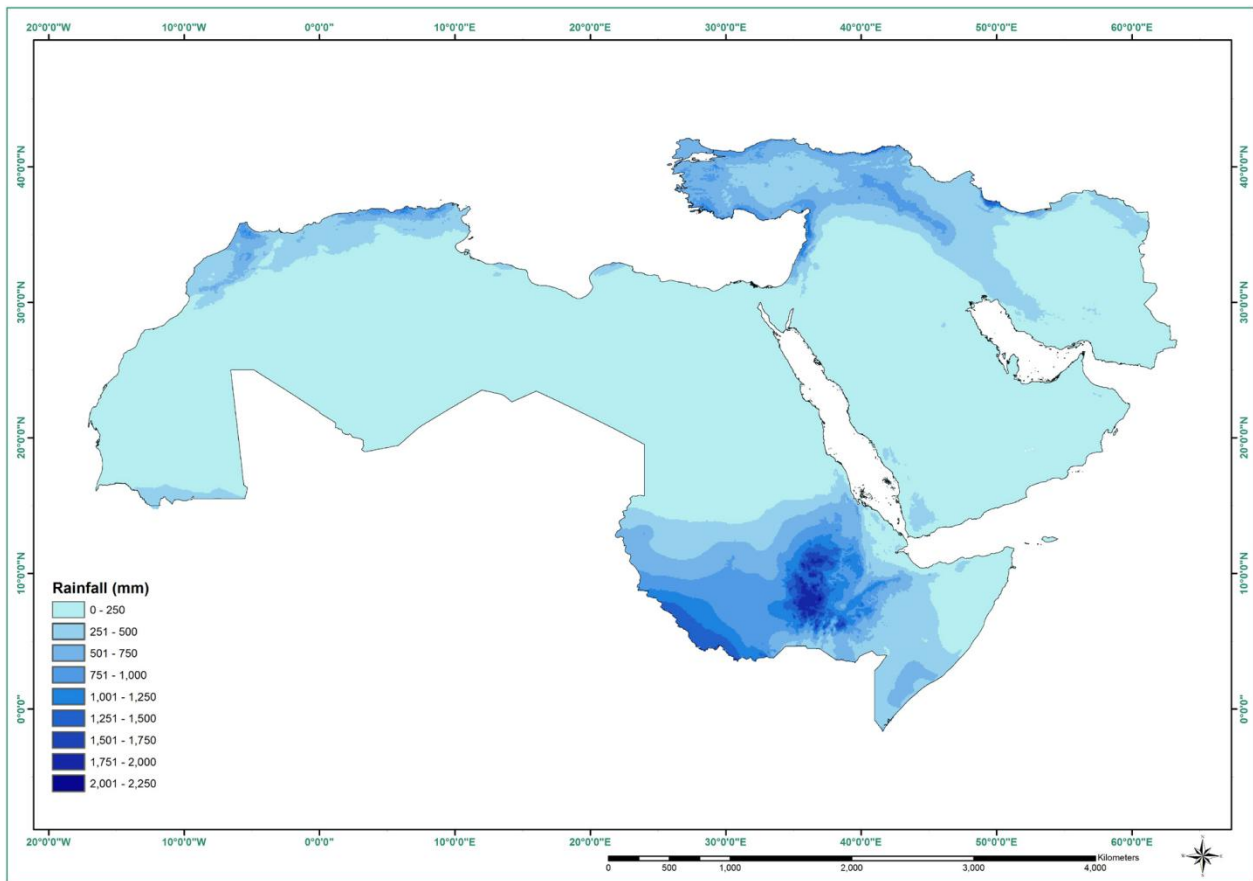 20°0'0"W 10°0'0"W 0°0'0" 10°0'0"E 20°0'0"E 30°0'0"E 40°0'0"E 50°0'0"E 60°0'0"E
40°0'0"N 40°0'0"N
30°0'0"N 30°0'0"N
20°0'0"N 20°0'0"N
10°0'0"N 10°0'0"N
0°0'0" 0°0'0"
Rainfall (mm)
0 - 250
251 - 500
501 - 750
751 - 1,000
1,001 - 1,250
1,251 - 1,500
1,501 - 1,750
1,751 - 2,000
2,001 - 2,250
20°0'0"W 10°0'0"W 0°0'0" 10°0'0"E 20°0'0"E 30°0'0"E 40°0'0"E 50°0'0"E 60°0'0"E
Kilometers
0 500 1,000 2,000 3,000 4,000